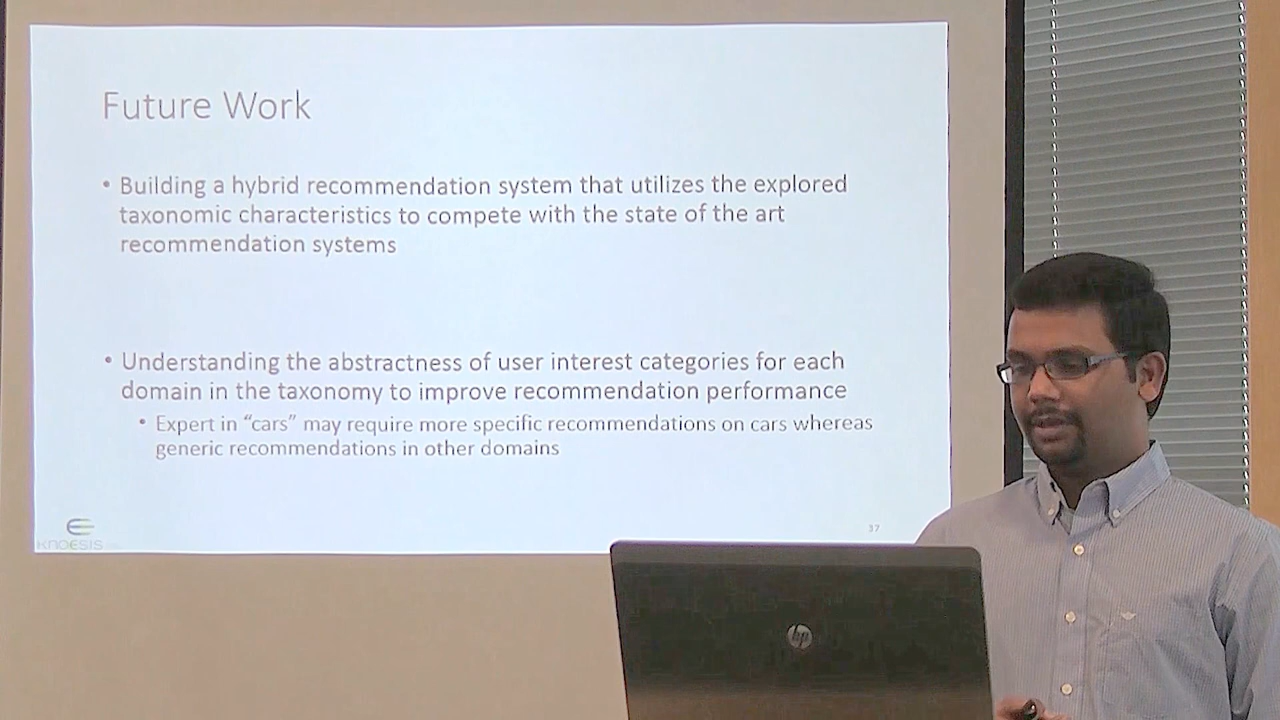 Future Work
• Building a hybrid recommendation system that utilizes the explored
taxonomic characteristics to compete with the state of the art
recommendation systems
• Understanding the abstractness of user interest categories for each
domain in the taxonomy to improve recommendation performance
• Expert in “cars” may require more specific recommendations on cars whereas
generic recommendations in other domains
KNOESIS
37
hp